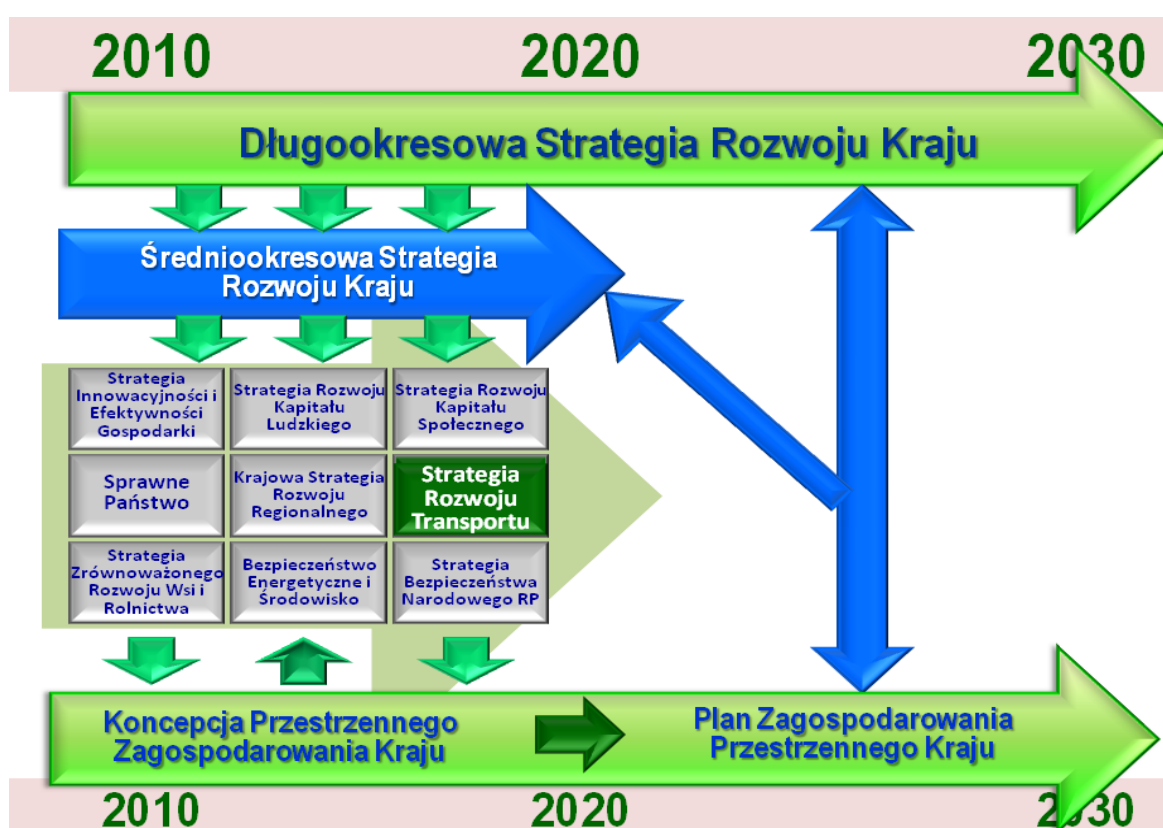 2010 2020 2030
Długookresowa Strategia Rozwoju Kraju
Średniookresowa Strategia
Rozwoju Kraju
Strategia
Innowacyjności i
Efektywności
Gospodarki
Strategia Rozwoju
Kapitału
Ludzkiego
Strategia Rozwoju
Kapitału
Społecznego
Sprawne
Państwo
Krajowa Strategia
Rozwoju
Regionalnego
Strategia
Rozwoju
Transportu
Strategia
Zrównoważonego
Rozwoju Wsi i
Rolnictwa
Bezpieczeństwo
Energetyczne i
Środowisko
Strategia
Bezpieczeństwa
Narodowego RP
Koncepcja Przestrzennego
Zagospodarowania Kraju
Plan Zagospodarowania
Przestrzennego Kraju
2010 2020 2030